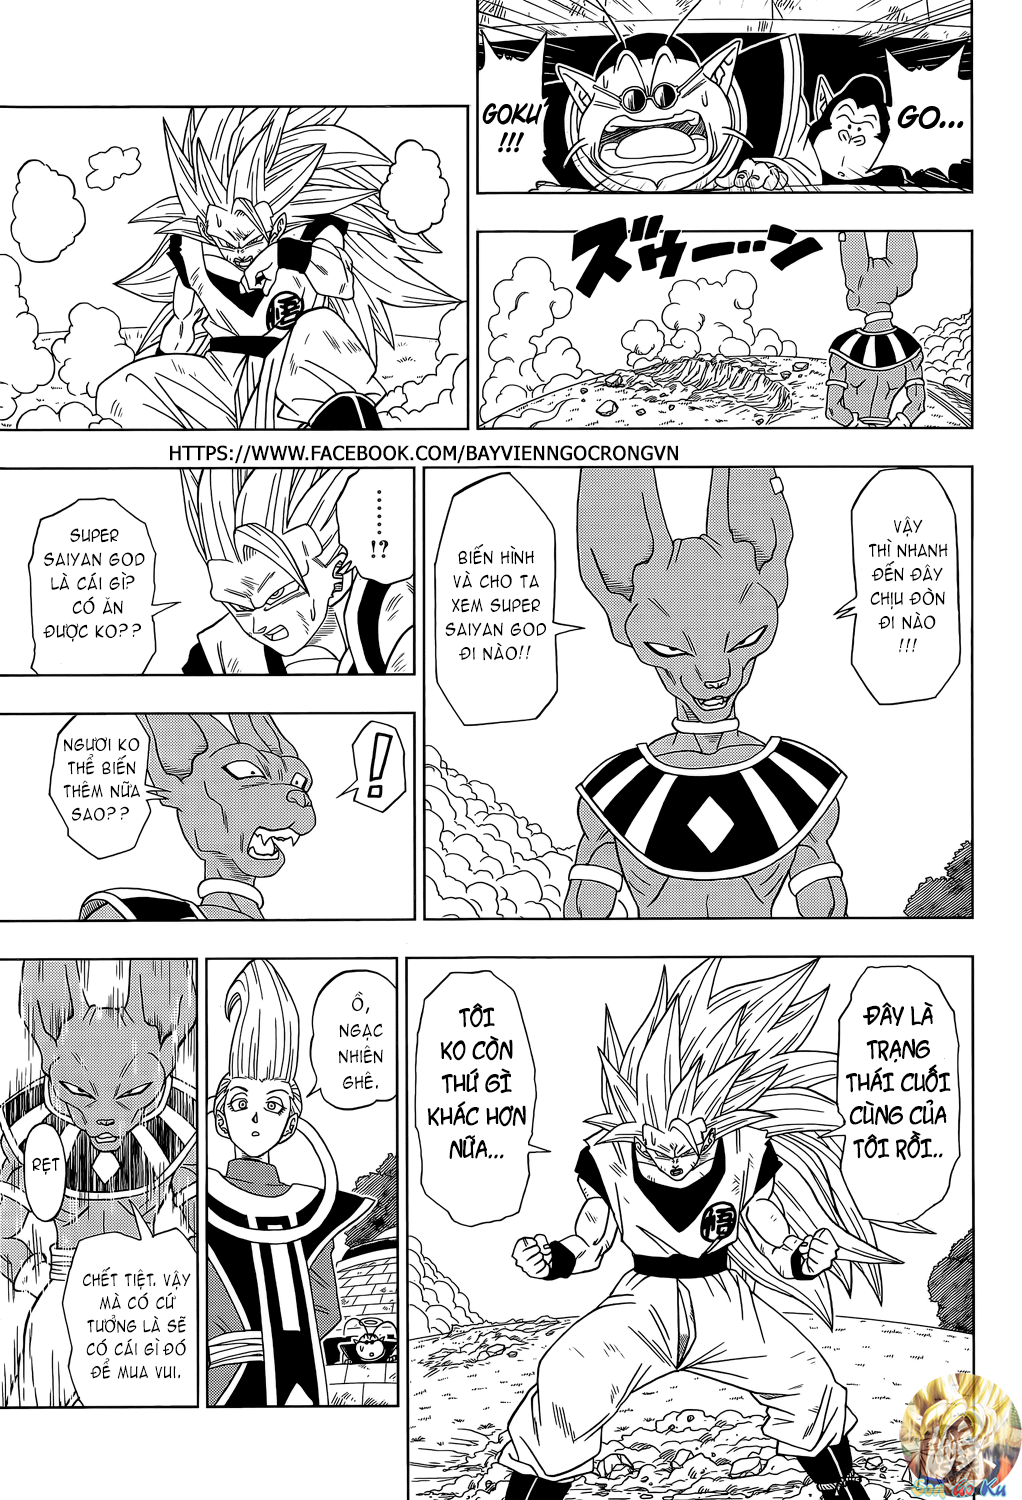 GO...
GOKU
!!!
ズゥーーン
悟
HTTPS://WWW.FACEBOOK.COM/BAYVIENNGOCRONGVN
VẬY
THÌ NHANH
ĐẾN ĐÂY
CHỊU ĐÒN
ĐI NÀO
!!!
BIẾN HÌNH
VÀ CHO TA
XEM SUPER
SAIYAN GOD
ĐI NÀO!!
........
!?
SUPER
SAIYAN GOD
LÀ CÁI GÌ?
CÓ ĂN
ĐƯỢC KO??
!
NGƯƠI KO
THỂ BIẾN
THÊM NỮA
SAO??
ĐÂY LÀ
TRẠNG
THÁI CUỐI
CÙNG CỦA
TÔI RỒI..
TÔI
KO CÒN
THỨ GÌ
KHÁC HƠN
NỮA...
悟
Ồ,
NGẠC
NHIÊN
GHÊ.
RẸT
CHẾT TIỆT. VẬY
MÀ CÓ CỨ
TƯỞNG LÀ SẼ
CÓ CÁI GÌ ĐÓ
ĐỂ MUA VUI.